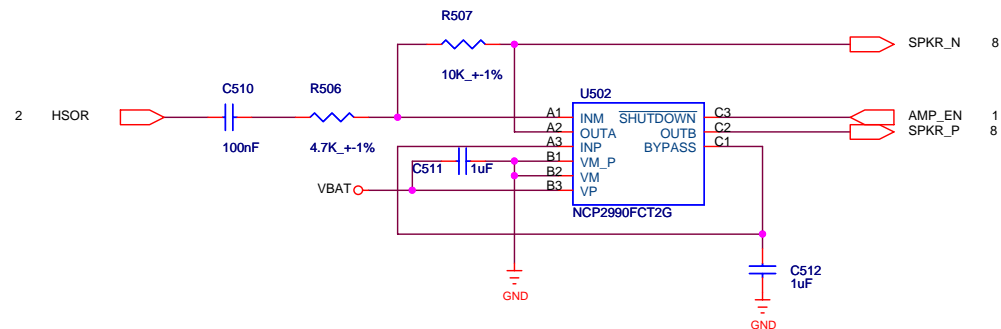 R507
SPKR_N 8
10K_+-1%
C510
R506
U502
2 HSOR
A1 INM SHUTDOWN C3 AMP_EN 1
A2 OUTA OUTB C2 SPKR_P 8
100nF
4.7K_+-1%
A3 INP BYPASS C1
C511 1uF B1 VM_P
B2 VM
VBAT B3 VP
NCP2990FCT2G
C512
1uF
GND
GND